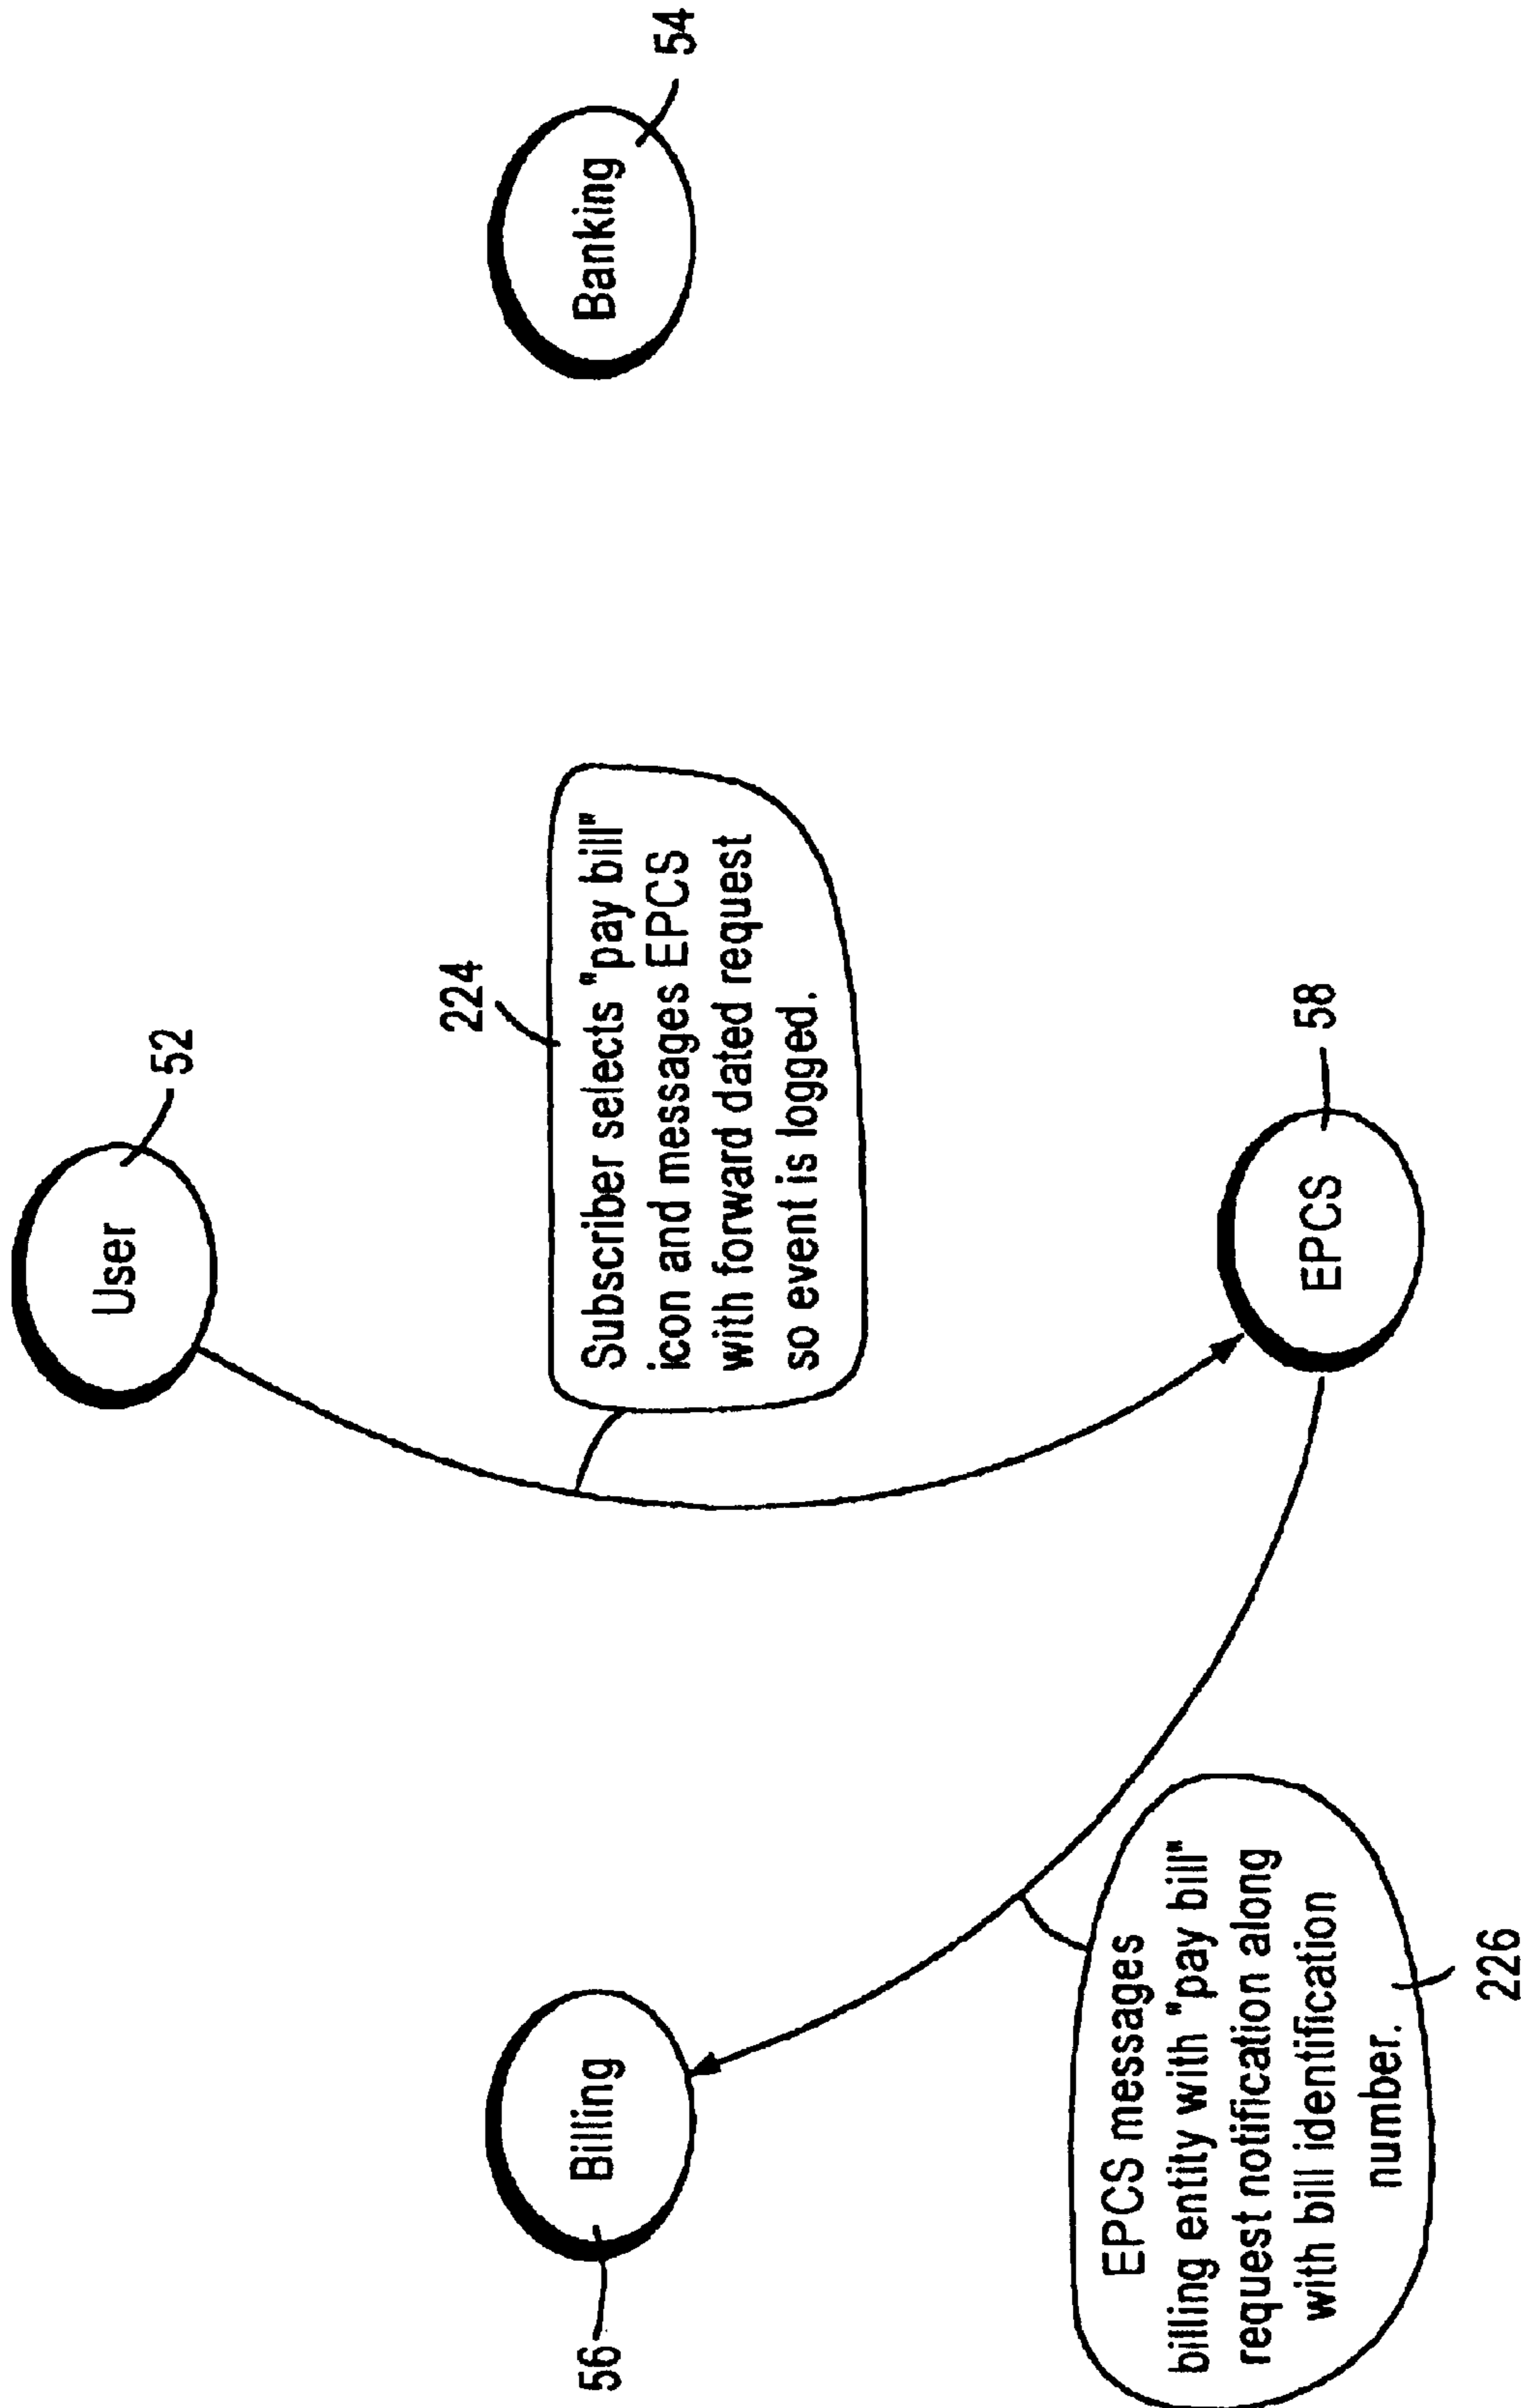 User
52
Billing
56
Banking
54
224
Subscriber selects "pay bill"
icon and messages EPCS
with forward dated request
so event is logged.
EPCS
58
EPCS messages
billing entity with "pay bill"
request notification along
with bill identification
number.
226